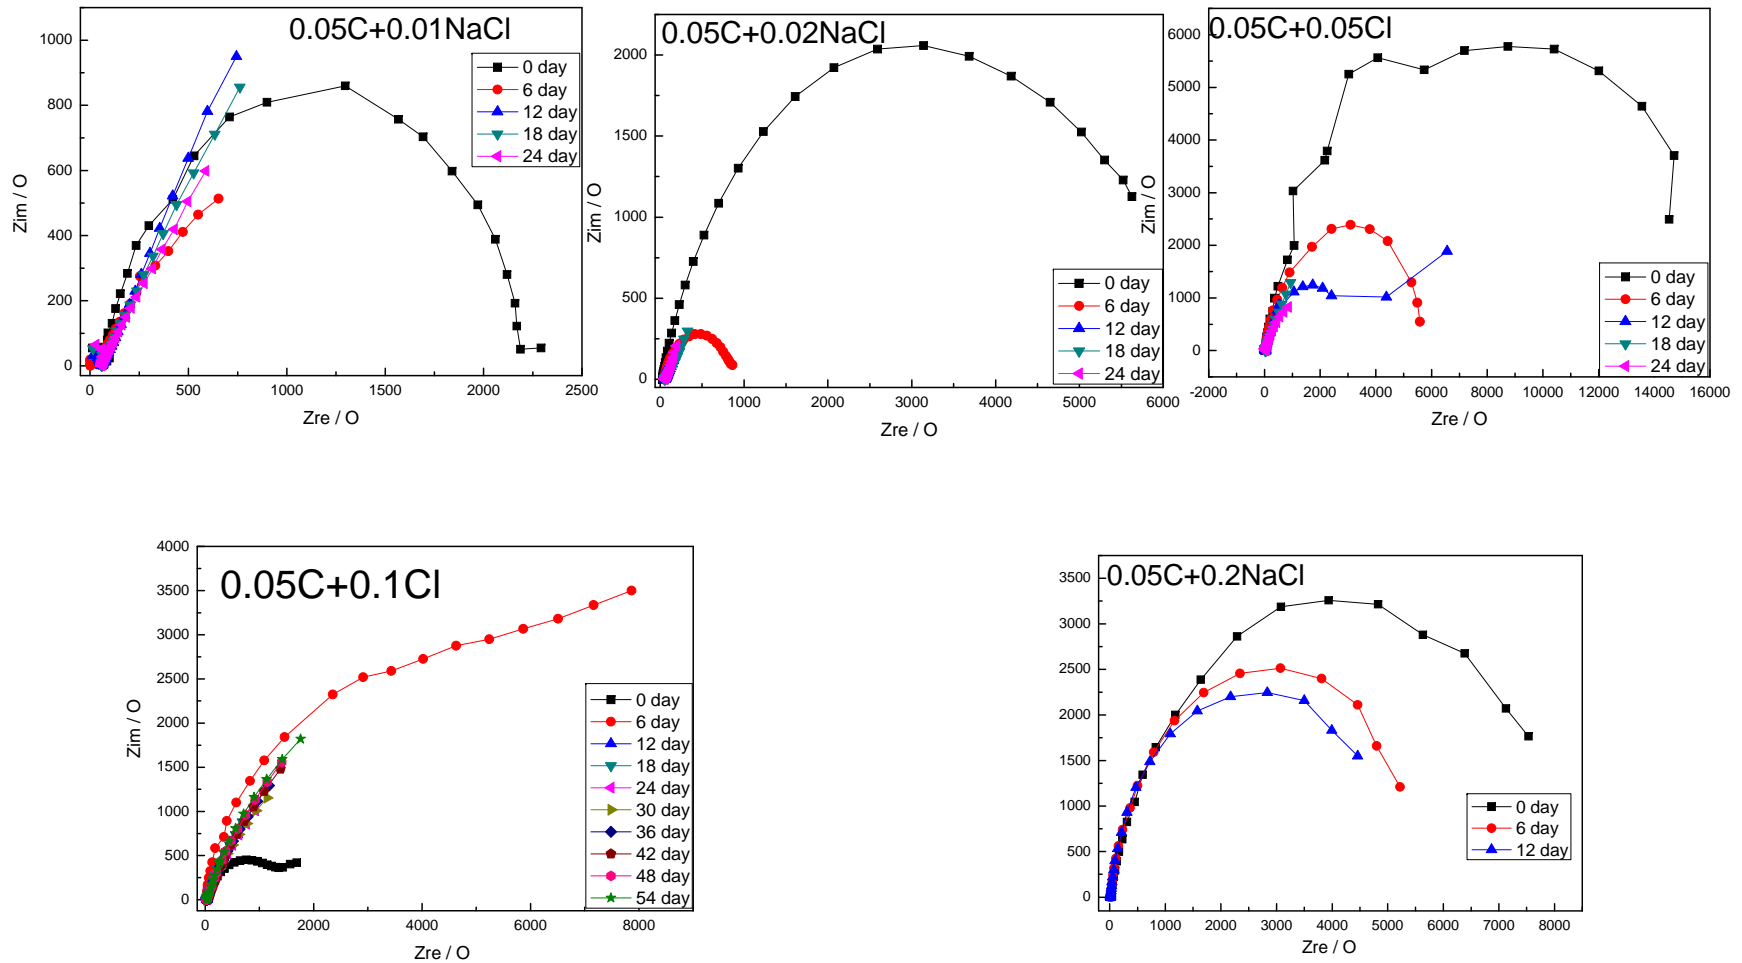 0.05C+0.01NaCl
1000
800
600
400
200
0
Zim / O
0 day
6 day
12 day
18 day
24 day
0
500
1000
1500
2000
2500
Zre / O
0.05C+0.02NaCl
2000
1500
1000
500
0
Zim / O
0 day
6 day
12 day
18 day
24 day
0
1000
2000
3000
4000
5000
6000
Zre / O
0.05C+0.05Cl
6000
5000
4000
3000
2000
1000
0
Zim / O
0 day
6 day
12 day
18 day
24 day
-2000
0
2000
4000
6000
8000
10000
12000
14000
16000
Zre / O
0.05C+0.1Cl
4000
3500
3000
2500
2000
1500
1000
500
0
Zim / O
0 day
6 day
12 day
18 day
24 day
30 day
36 day
42 day
48 day
54 day
0
2000
4000
6000
8000
Zre / O
0.05C+0.2NaCl
3500
3000
2500
2000
1500
1000
500
0
Zim / O
0 day
6 day
12 day
0
1000
2000
3000
4000
5000
6000
7000
8000
Zre / O